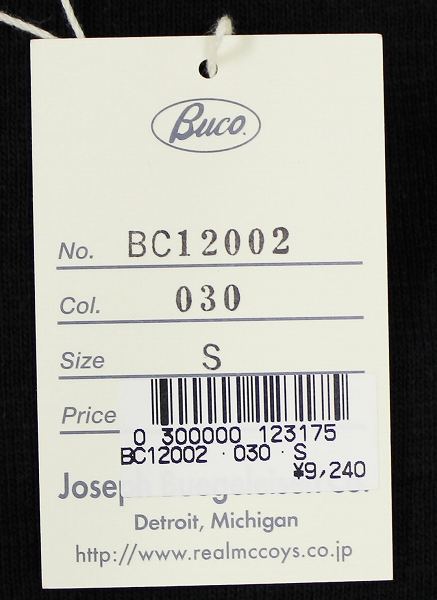 Buco.
No. BC12002
Col. 030
Size S
Price
0 300000 123175
BC12002 · 030 · S
¥9,240
Detroit, Michigan
http://www.realmccoys.co.jp